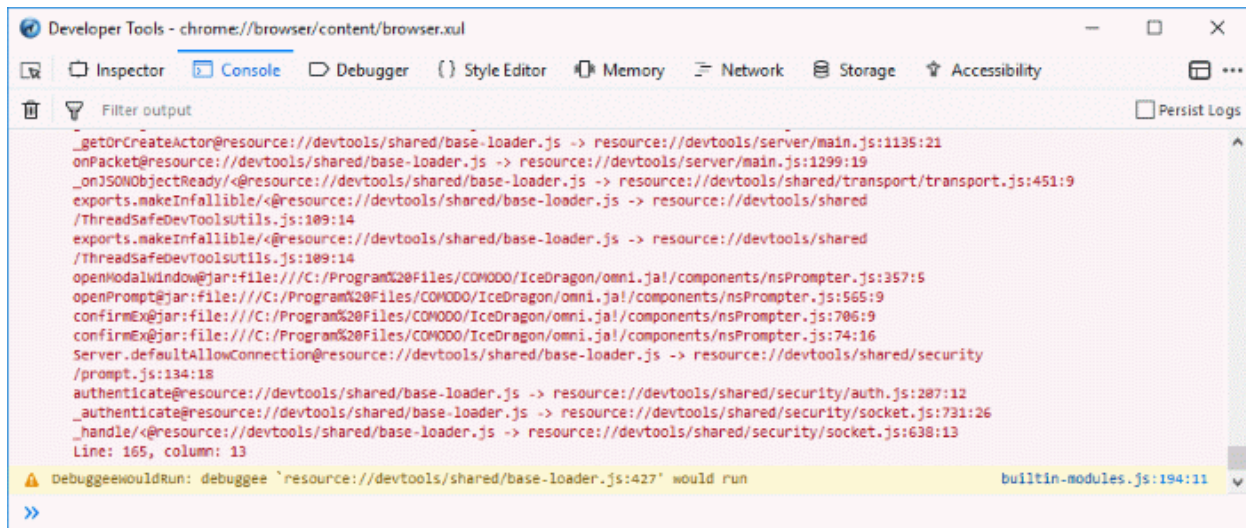 Developer Tools - chrome://browser/content/browser.xul
Inspector Console Debugger {} Style Editor Memory Network Storage Accessibility
Filter output Persist Logs
_getOrCreateActor@resource://devtools/shared/base-loader.js -> resource://devtools/server/main.js:1135:21
onPacket@resource://devtools/shared/base-loader.js -> resource://devtools/server/main.js:1299:19
_onJSONObjectReady/<@resource://devtools/shared/base-loader.js -> resource://devtools/shared/transport/transport.js:451:9
exports.makeInfallible/<@resource://devtools/shared/base-loader.js -> resource://devtools/shared
/ThreadSafeDevToolsUtils.js:109:14
exports.makeInfallible/<@resource://devtools/shared/base-loader.js -> resource://devtools/shared
/ThreadSafeDevToolsUtils.js:109:14
openModalWindow@jar:file:///C:/Program%20Files/COMODO/IceDragon/omni.ja!/components/nsPrompter.js:357:5
openPrompt@jar:file:///C:/Program%20Files/COMODO/IceDragon/omni.ja!/components/nsPrompter.js:565:9
confirmEx@jar:file:///C:/Program%20Files/COMODO/IceDragon/omni.ja!/components/nsPrompter.js:706:9
confirmEx@jar:file:///C:/Program%20Files/COMODO/IceDragon/omni.ja!/components/nsPrompter.js:74:16
Server.defaultAllowConnection@resource://devtools/shared/base-loader.js -> resource://devtools/shared/security
/prompt.js:134:18
authenticate@resource://devtools/shared/base-loader.js -> resource://devtools/shared/security/auth.js:207:12
_authenticate@resource://devtools/shared/base-loader.js -> resource://devtools/shared/security/socket.js:731:26
_handle/<@resource://devtools/shared/base-loader.js -> resource://devtools/shared/security/socket.js:638:13
Line: 165, column: 13
DebuggeeWouldRun: debuggee `resource://devtools/shared/base-loader.js:427' would run builtin-modules.js:194:11
»